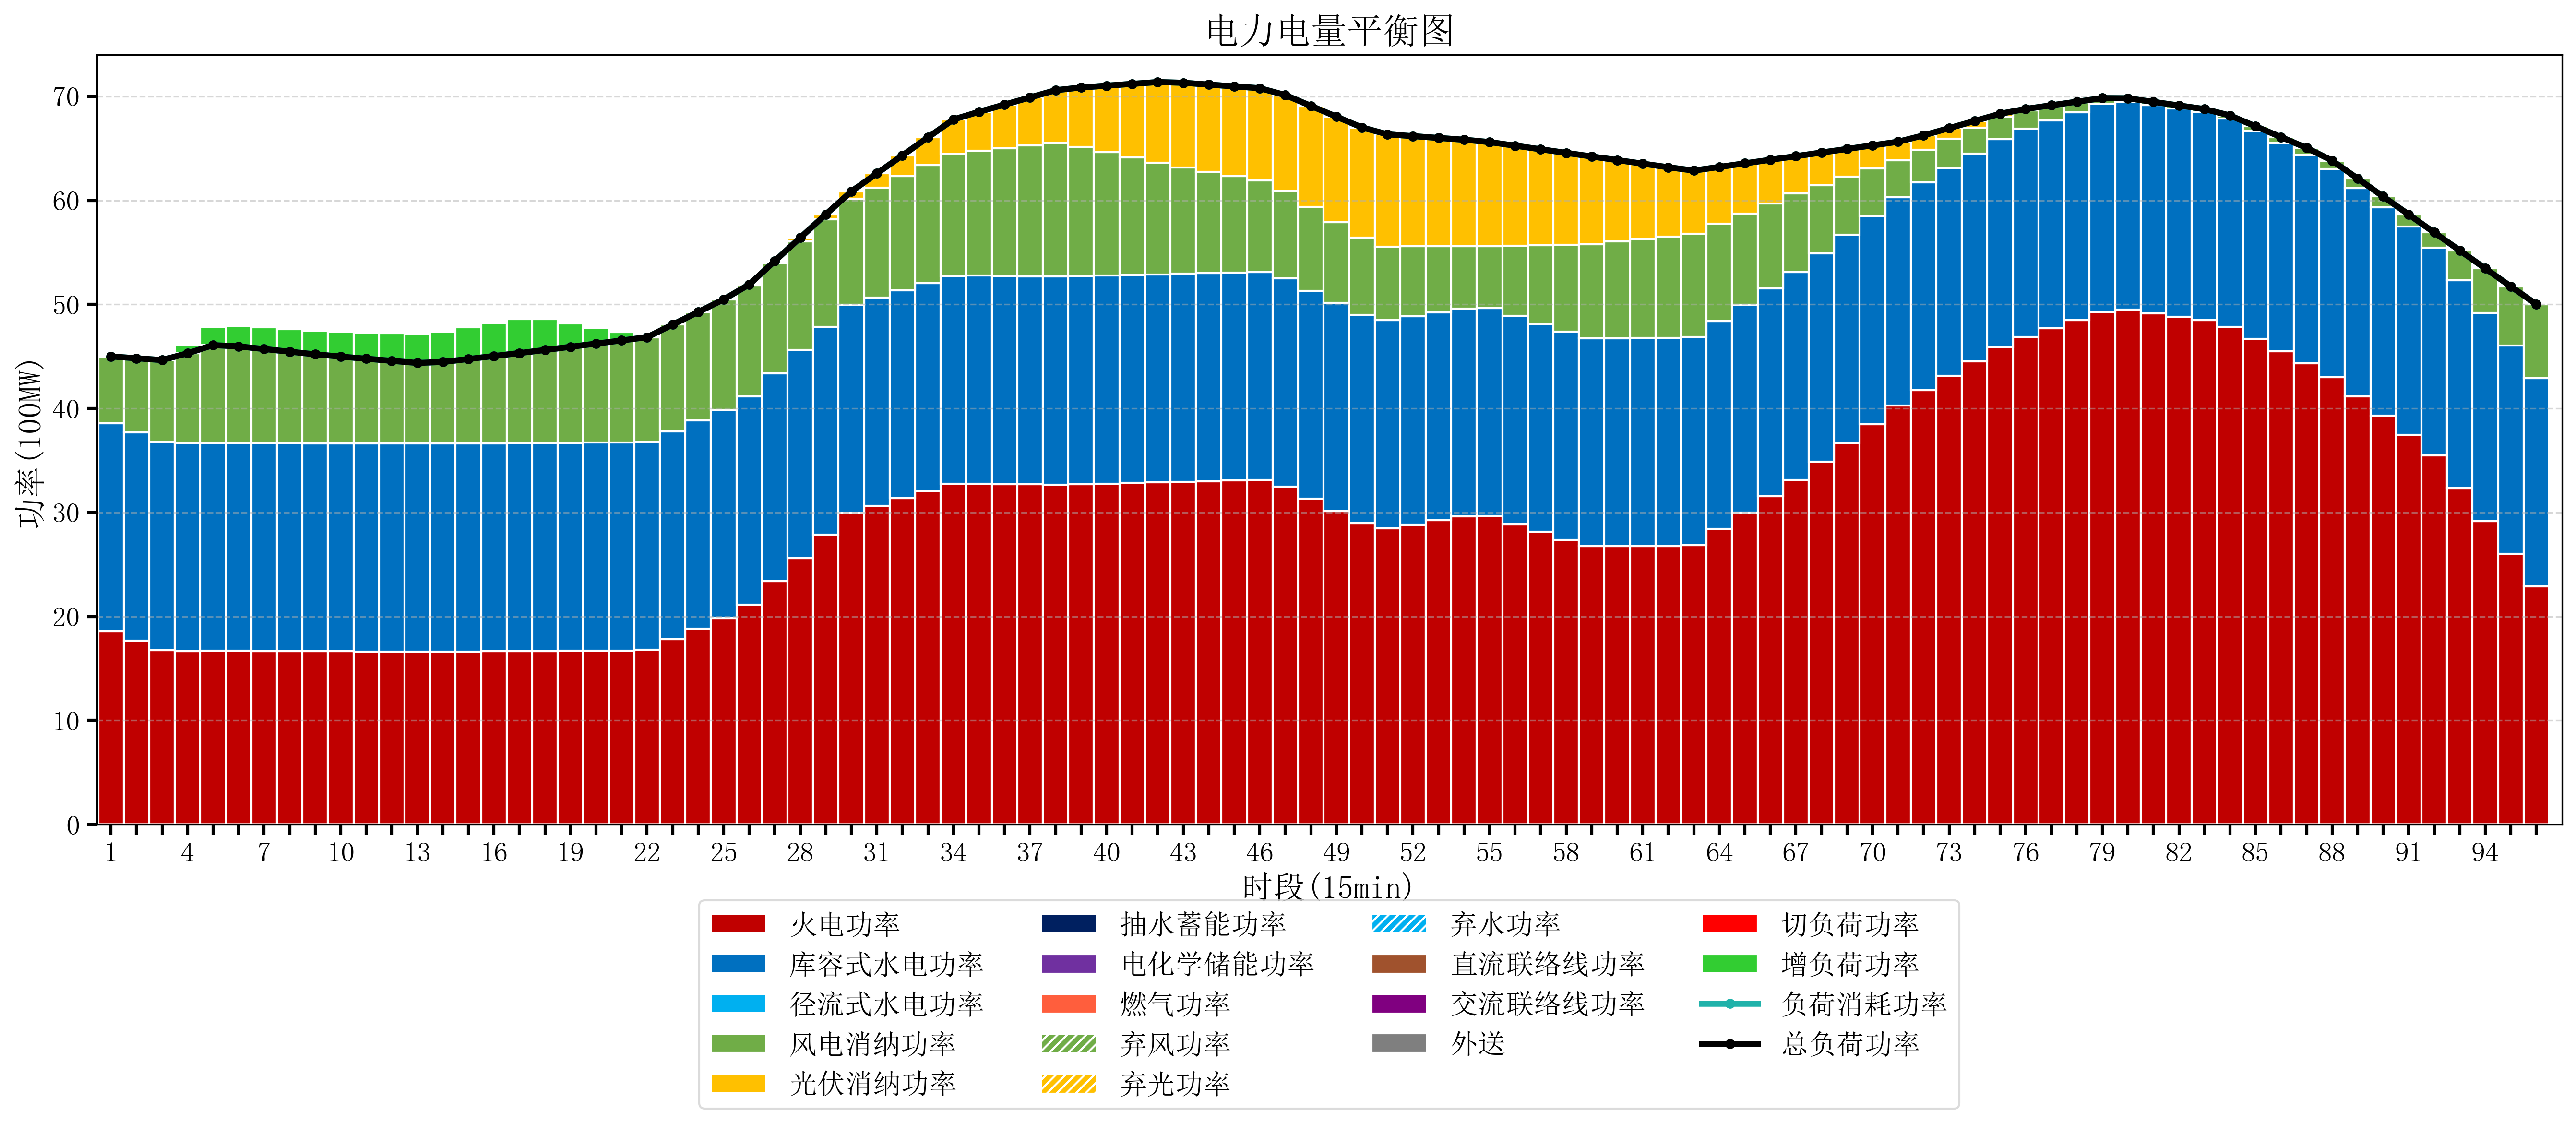 电力电量平衡图
功率(100MW)
70
60
50
40
30
20
10
0
1 4 7 10 13 16 19 22 25 28 31 34 37 40 43 46 49 52 55 58 61 64 67 70 73 76 79 82 85 88 91 94
时段(15min)
火电功率 抽水蓄能功率 弃水功率 切负荷功率
库容式水电功率 电化学储能功率 直流联络线功率 增负荷功率
径流式水电功率 燃气功率 交流联络线功率 负荷消耗功率
风电消纳功率 弃风功率 外送 总负荷功率
光伏消纳功率 弃光功率